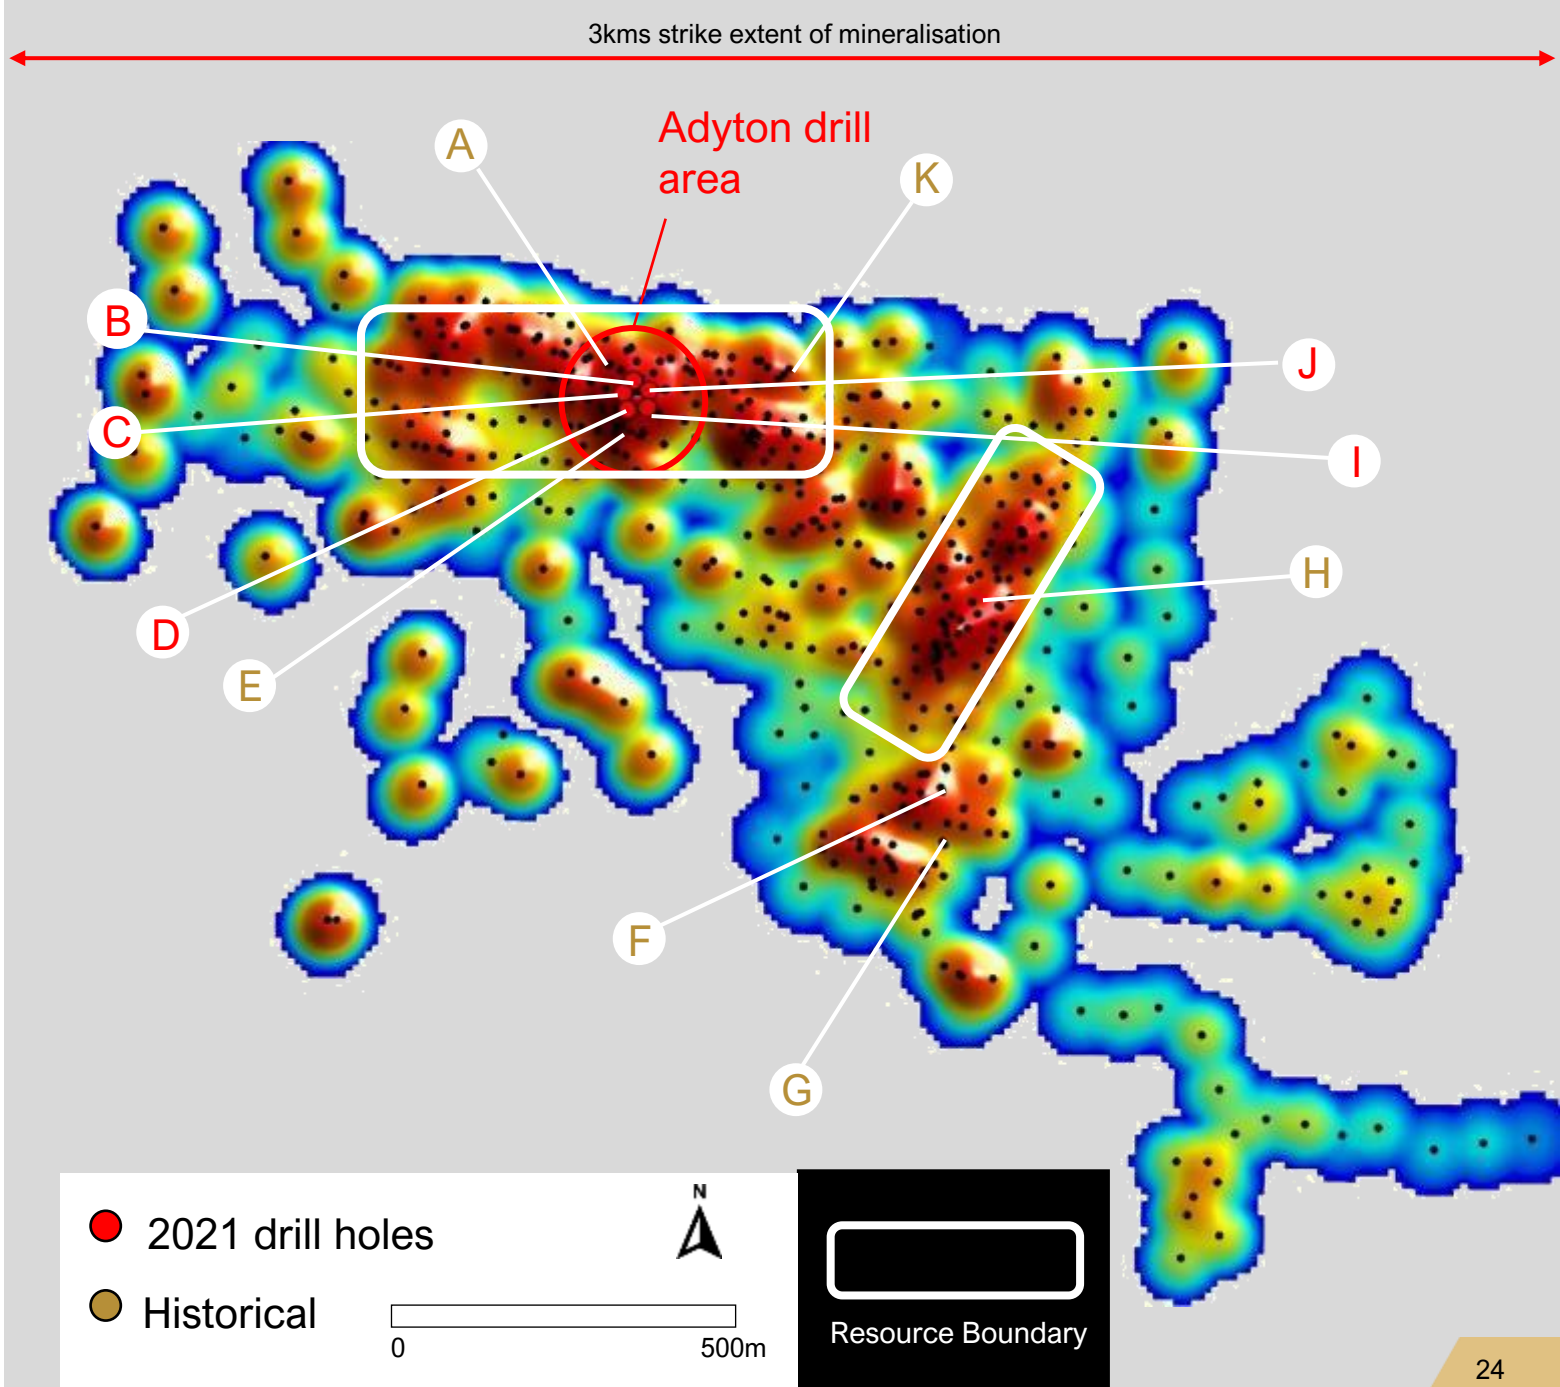 3kms strike extent of mineralisation
Adyton drill
area
A
K
B
J
C
I
H
D
E
F
G
2021 drill holes
N
Historical
0
500m
Resource Boundary
24